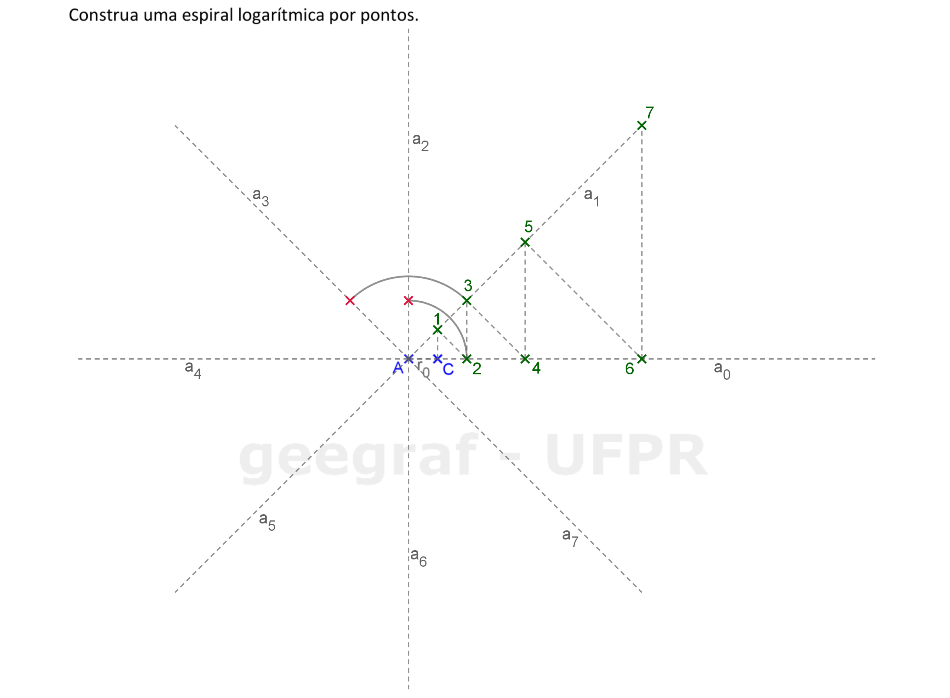 Construa uma espiral logarítmica por pontos.
7
a2
a3
a1
5
3
1
A
r0
C
2
4
6
a0
a4
geegraf - UFPR
a5
a7
a6